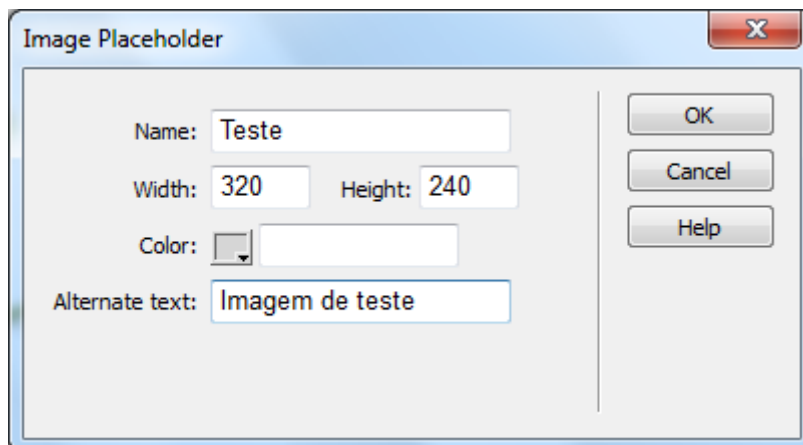 Image Placeholder
Name: Teste
OK
Width: 320 Height: 240
Cancel
Color:
Help
Alternate text: Imagem de teste